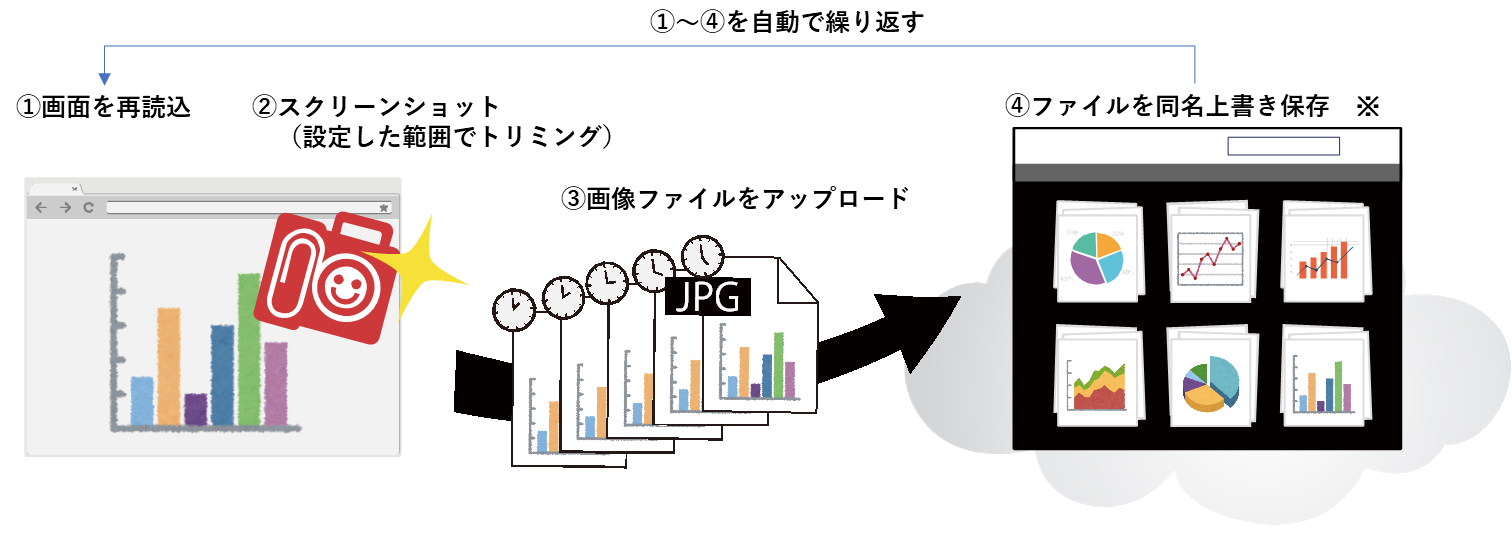 ①～④を自動で繰り返す
①画面を再読込
②スクリーンショット
（設定した範囲でトリミング）
④ファイルを同名上書き保存　※
③画像ファイルをアップロード
JPG